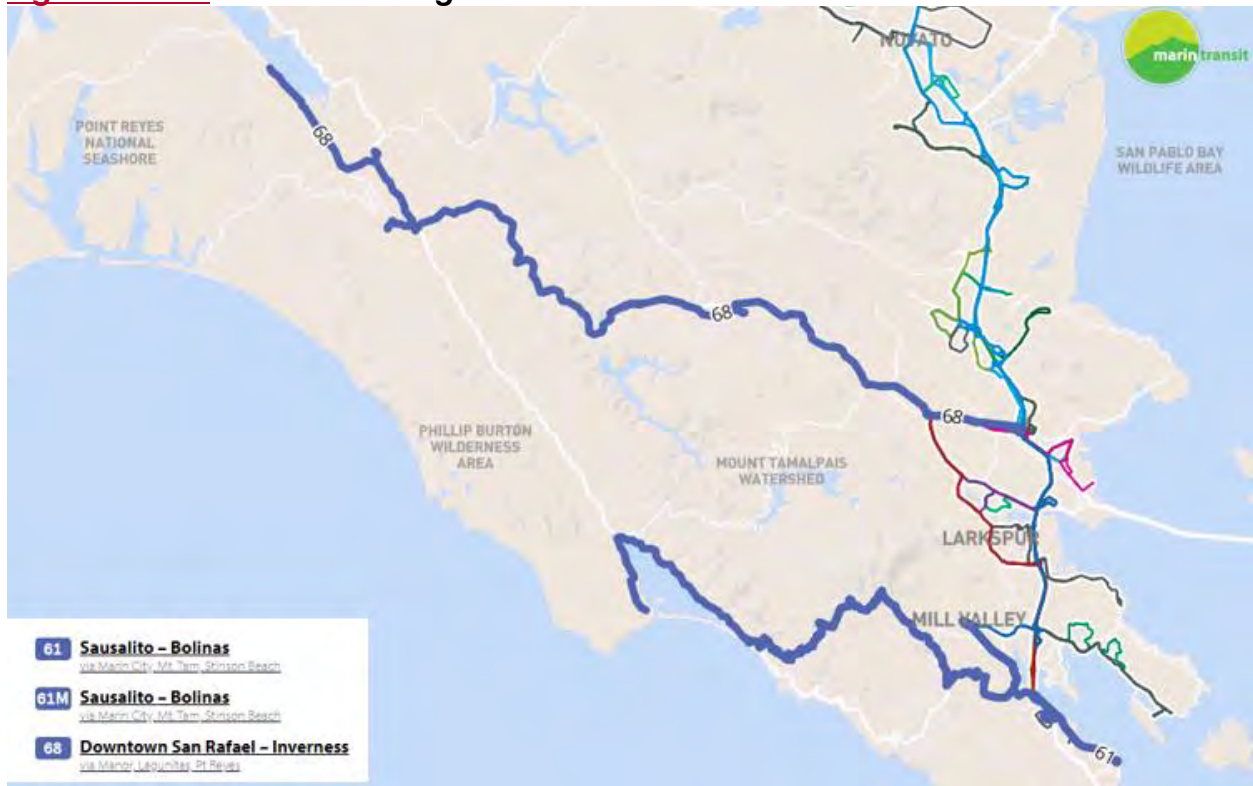 NOVATO
marin transit
POINT REYES
NATIONAL
SEASHORE
68
SAN PABLO BAY
WILDLIFE AREA
68
68
PHILLIP BURTON
WILDERNESS
AREA
MOUNT TAMALPAIS
WATERSHED
LARKSPUR
MILL VALLEY
61 Sausalito – Bolinas
via Marin City, Mt Tam, Stinson Beach
61M Sausalito – Bolinas
via Marin City, Mt Tam, Stinson Beach
68 Downtown San Rafael – Inverness
via Manor, Lagunitas, Pt Reyes
61